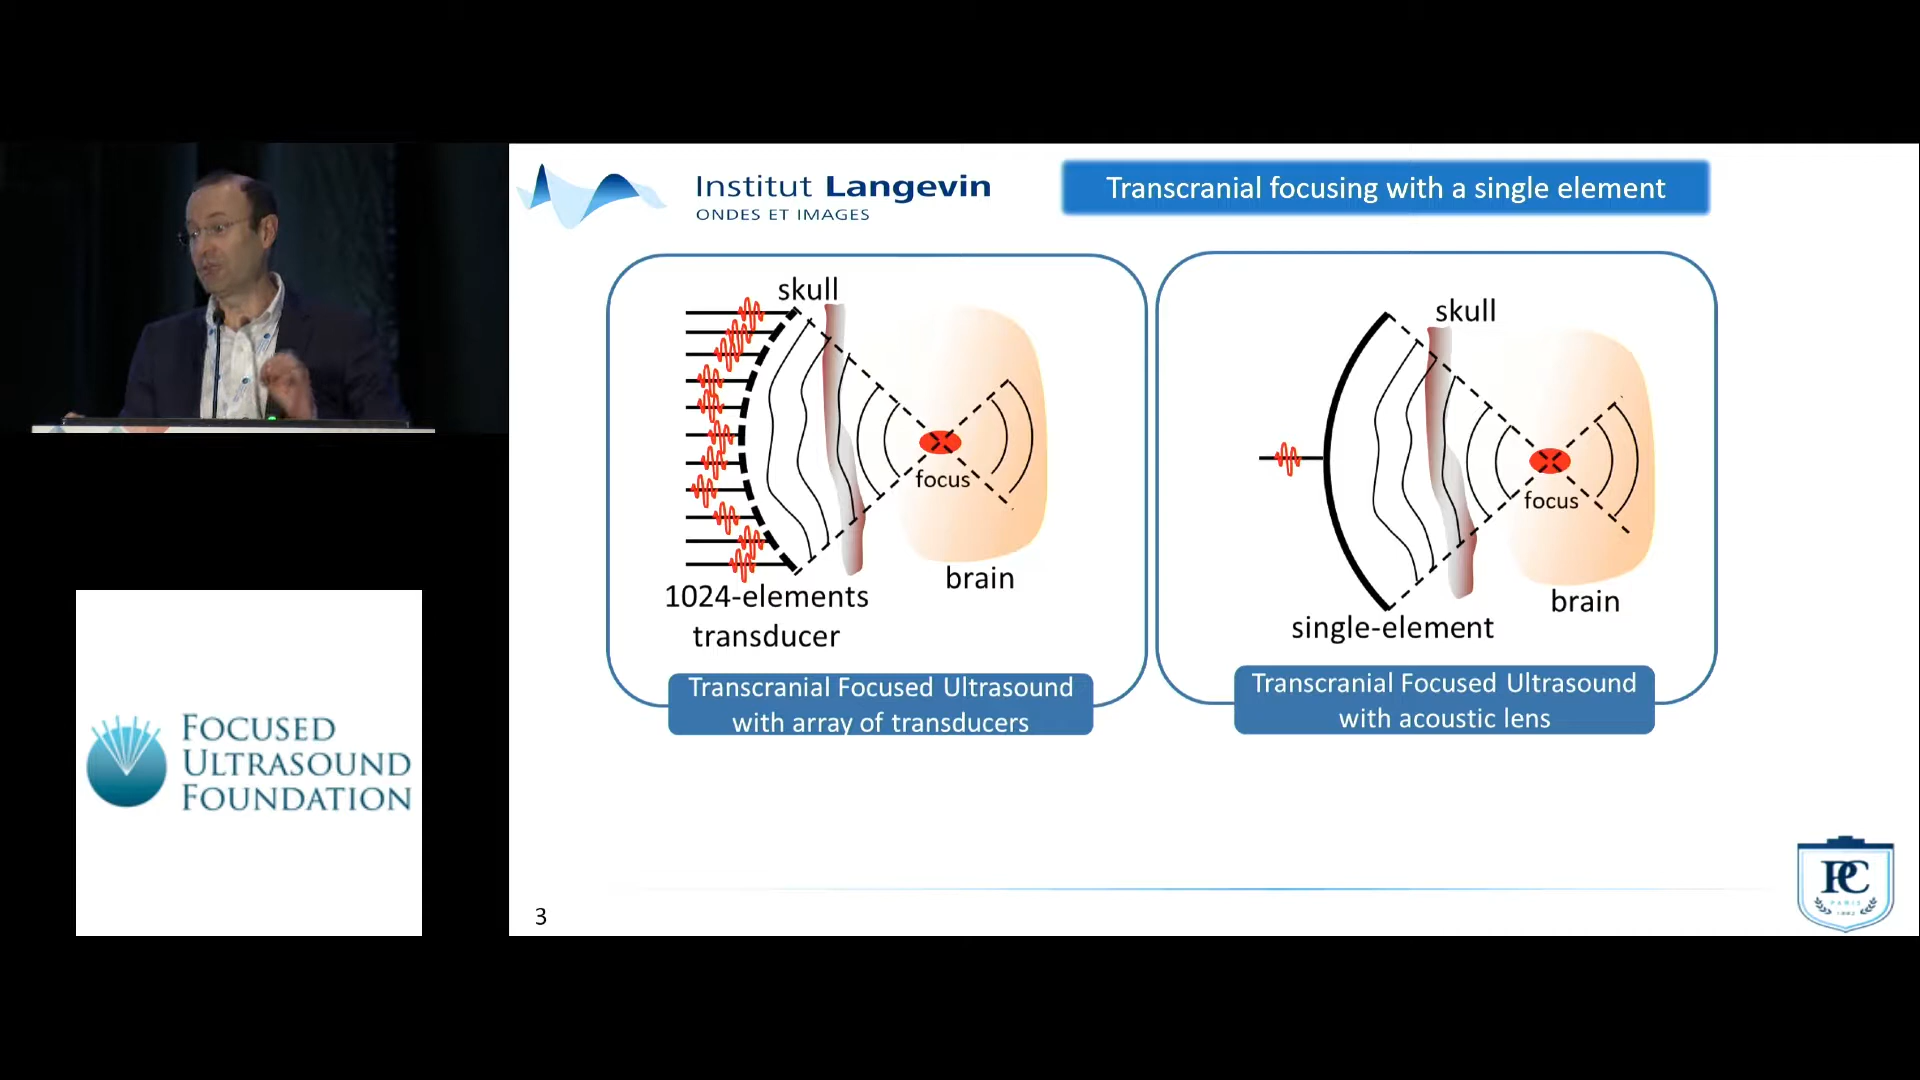 Institut Langevin
ONDES ET IMAGES
Transcranial focusing with a single element
skull
focus
brain
1024-elements
transducer
Transcranial Focused Ultrasound
with array of transducers
skull
focus
brain
single-element
Transcranial Focused Ultrasound
with acoustic lens
FOCUSED
ULTRASOUND
FOUNDATION
PC
PARIS
1882
3